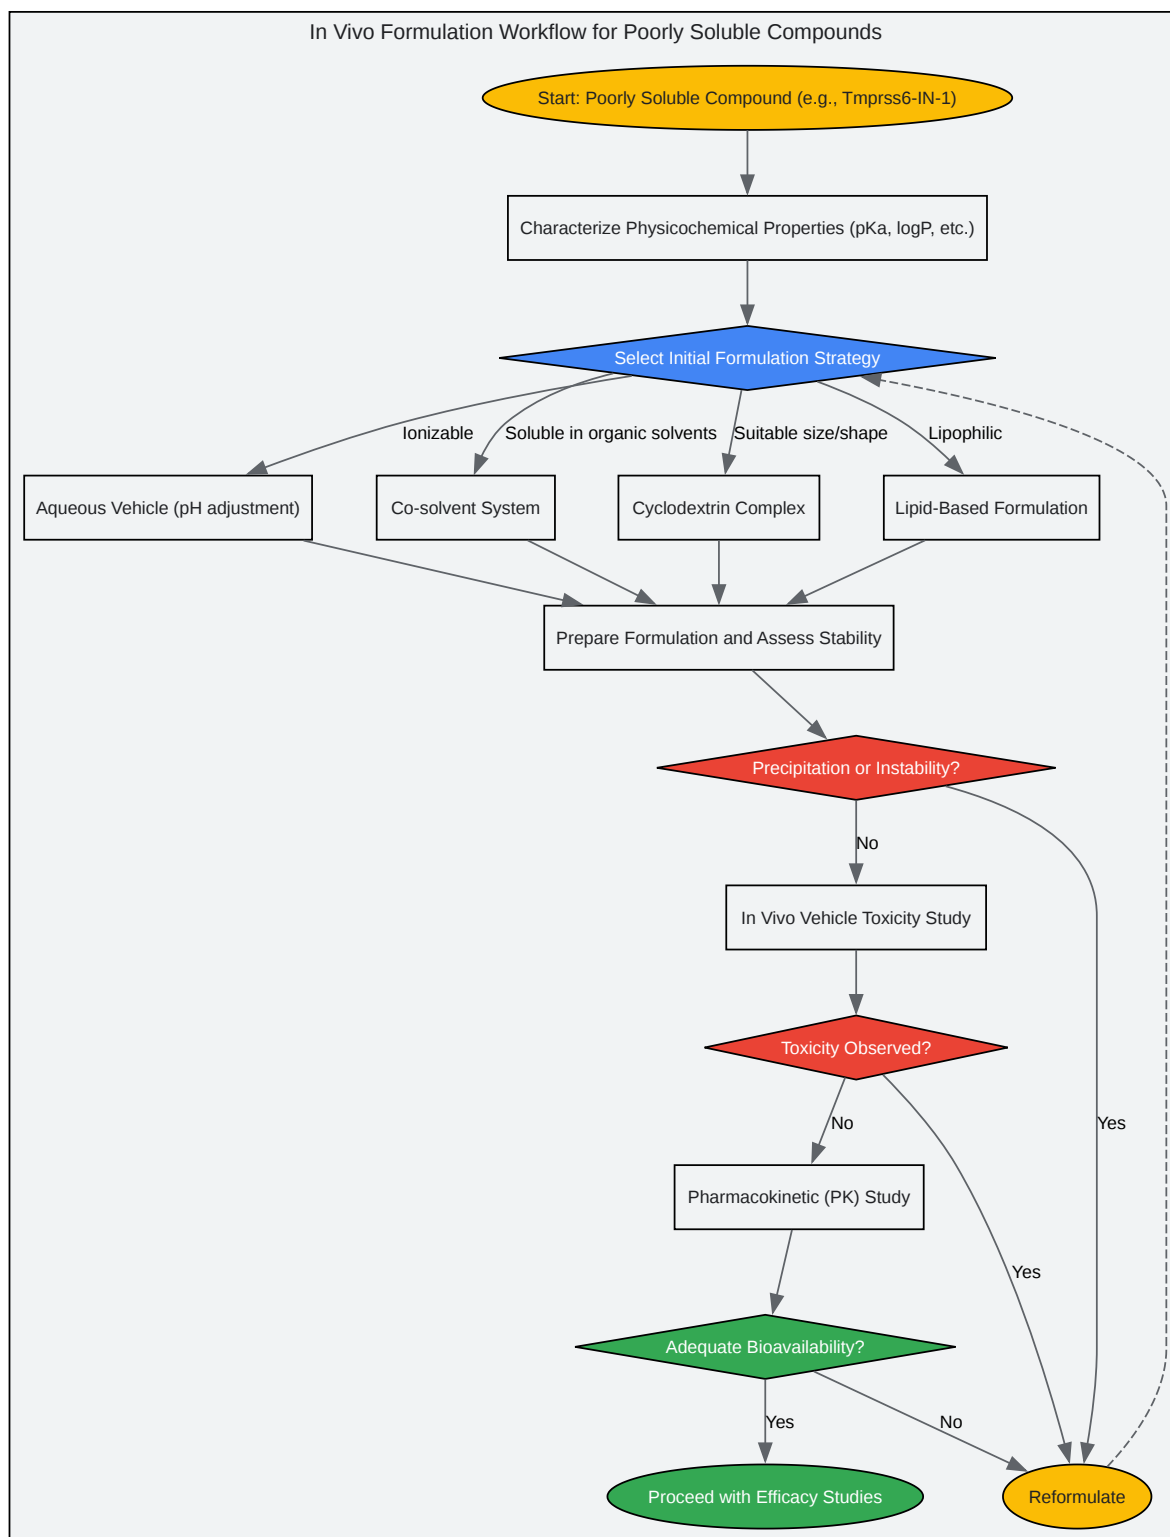 In Vivo Formulation Workflow for Poorly Soluble Compounds
Start: Poorly Soluble Compound (e.g., Tmprss6-IN-1)
Characterize Physicochemical Properties (pKa, logP, etc.)
Select Initial Formulation Strategy
Ionizable
Soluble in organic solvents
Suitable size/shape
Lipophilic
Aqueous Vehicle (pH adjustment)
Co-solvent System
Cyclodextrin Complex
Lipid-Based Formulation
Prepare Formulation and Assess Stability
Precipitation or Instability?
No
In Vivo Vehicle Toxicity Study
Toxicity Observed?
No
Yes
Pharmacokinetic (PK) Study
Yes
Adequate Bioavailability?
Yes
No
Proceed with Efficacy Studies
Reformulate